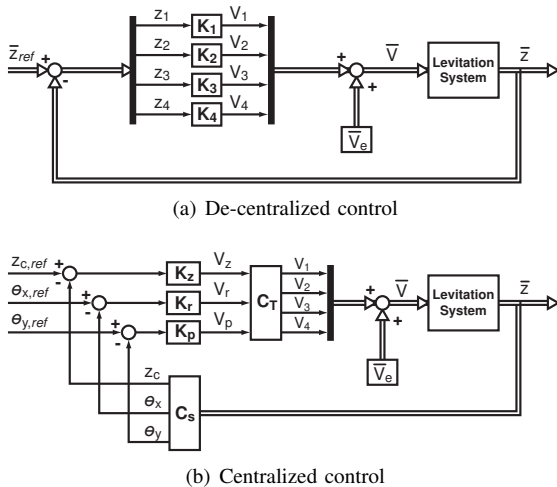 z̅ref + -
z1 K1 V1
z2 K2 V2
z3 K3 V3
z4 K4 V4
+ + V̅
V̅e
Levitation
System
z̅
(a) De-centralized control
zc,ref + - Kz Vz
ϴx,ref + - Kr Vr
ϴy,ref + - Kp Vp
CT
V1
V2
V3
V4
+ + V̅
V̅e
Levitation
System
z̅
zc
ϴx
ϴy
Cs
(b) Centralized control